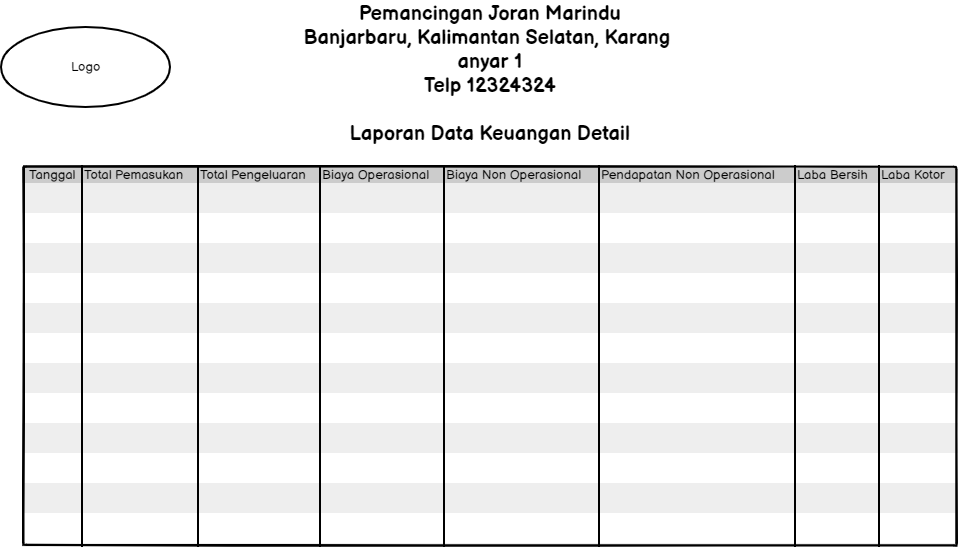 Pemancingan Joran Marindu
Banjarbaru, Kalimantan Selatan, Karang
anyar 1
Telp 12324324
Logo
Laporan Data Keuangan Detail
Tanggal Total Pemasukan Total Pengeluaran Biaya Operasional Biaya Non Operasional Pendapatan Non Operasional Laba Bersih Laba Kotor